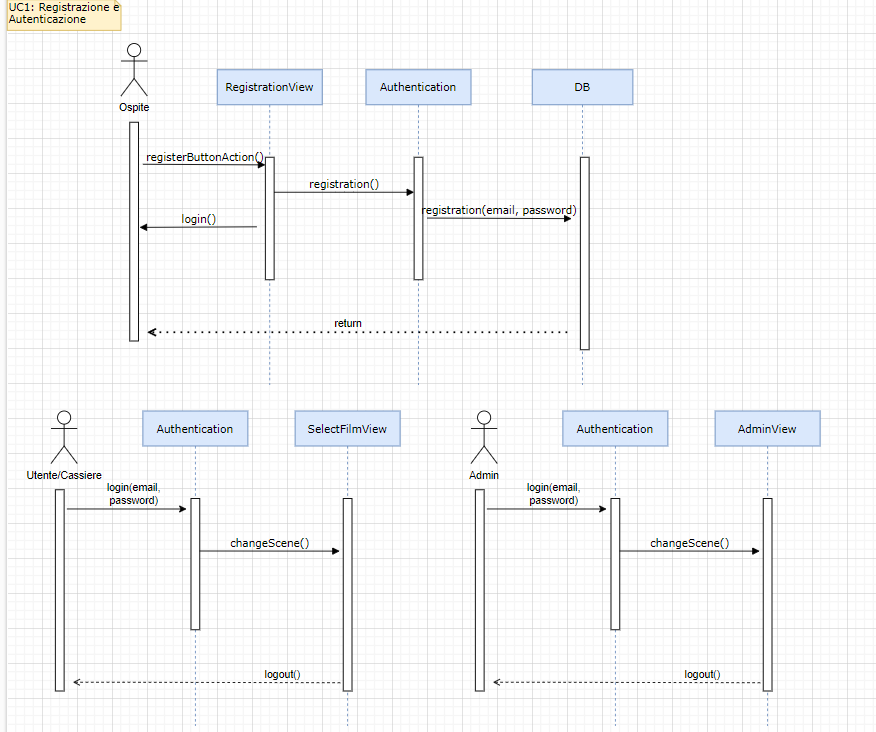 UC1: Registrazione e
Autenticazione
RegistrationView
Authentication
DB
Ospite
registerButtonAction()
registration()
registration(email, password)
login()
return
Authentication
SelectFilmView
Authentication
AdminView
Utente/Cassiere
Admin
login(email,
password)
login(email,
password)
changeScene()
changeScene()
logout()
logout()